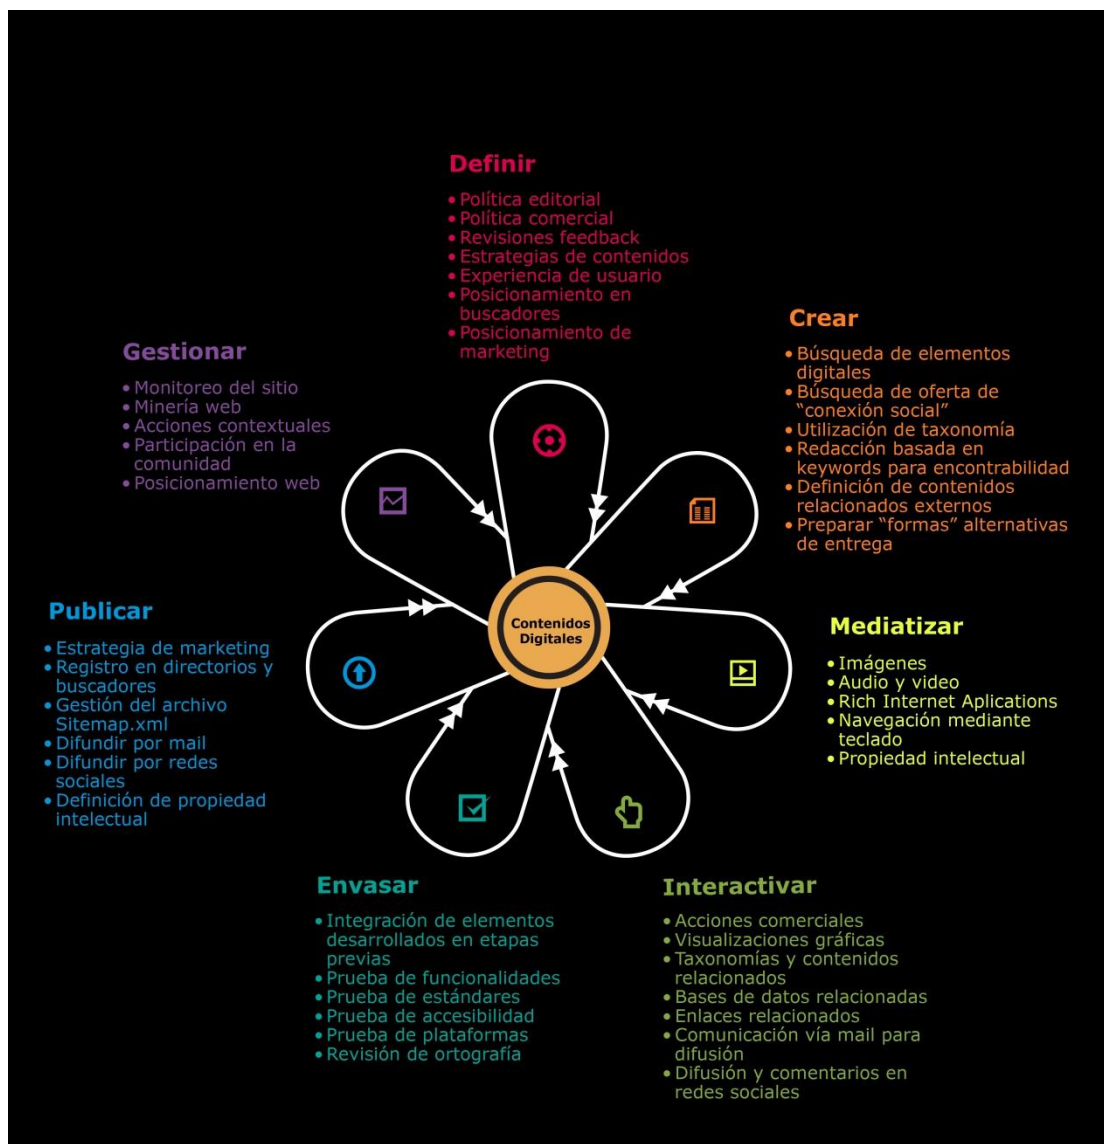 Definir
• Política editorial
• Política comercial
• Revisiones feedback
• Estrategias de contenidos
• Experiencia de usuario
• Posicionamiento en
buscadores
• Posicionamiento de
marketing
Crear
• Búsqueda de elementos
digitales
• Búsqueda de oferta de
“conexión social”
• Utilización de taxonomía
• Redacción basada en
keywords para encontrabilidad
• Definición de contenidos
relacionados externos
• Preparar “formas” alternativas
de entrega
Mediatizar
• Imágenes
• Audio y video
• Rich Internet Aplications
• Navegación mediante
teclado
• Propiedad intelectual
Interactivar
• Acciones comerciales
• Visualizaciones gráficas
• Taxonomías y contenidos
relacionados
• Bases de datos relacionadas
• Enlaces relacionados
• Comunicación vía mail para
difusión
• Difusión y comentarios en
redes sociales
Envasar
• Integración de elementos
desarrollados en etapas
previas
• Prueba de funcionalidades
• Prueba de estándares
• Prueba de accesibilidad
• Prueba de plataformas
• Revisión de ortografía
Publicar
• Estrategia de marketing
• Registro en directorios y
buscadores
• Gestión del archivo
Sitemap.xml
• Difundir por mail
• Difundir por redes
sociales
• Definición de propiedad
intelectual
Gestionar
• Monitoreo del sitio
• Minería web
• Acciones contextuales
• Participación en la
comunidad
• Posicionamiento web
Contenidos
Digitales